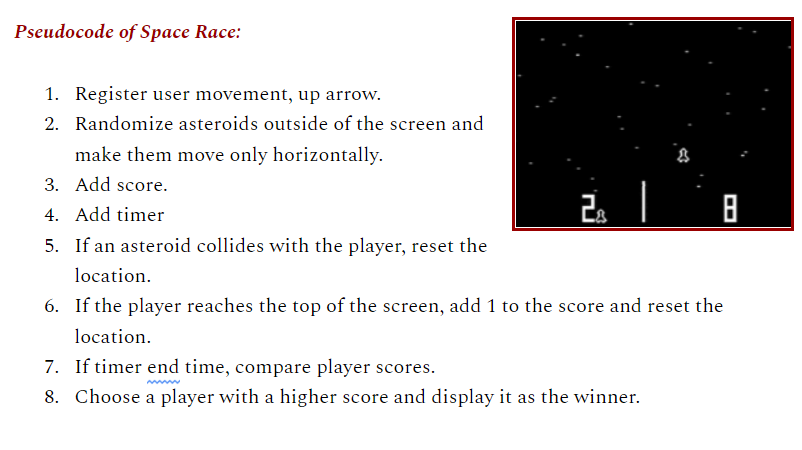 Pseudocode of Space Race:
1. Register user movement, up arrow.
2. Randomize asteroids outside of the screen and
make them move only horizontally.
3. Add score.
4. Add timer
5. If an asteroid collides with the player, reset the
location.
6. If the player reaches the top of the screen, add 1 to the score and reset the
location.
7. If timer end time, compare player scores.
8. Choose a player with a higher score and display it as the winner.
2 8